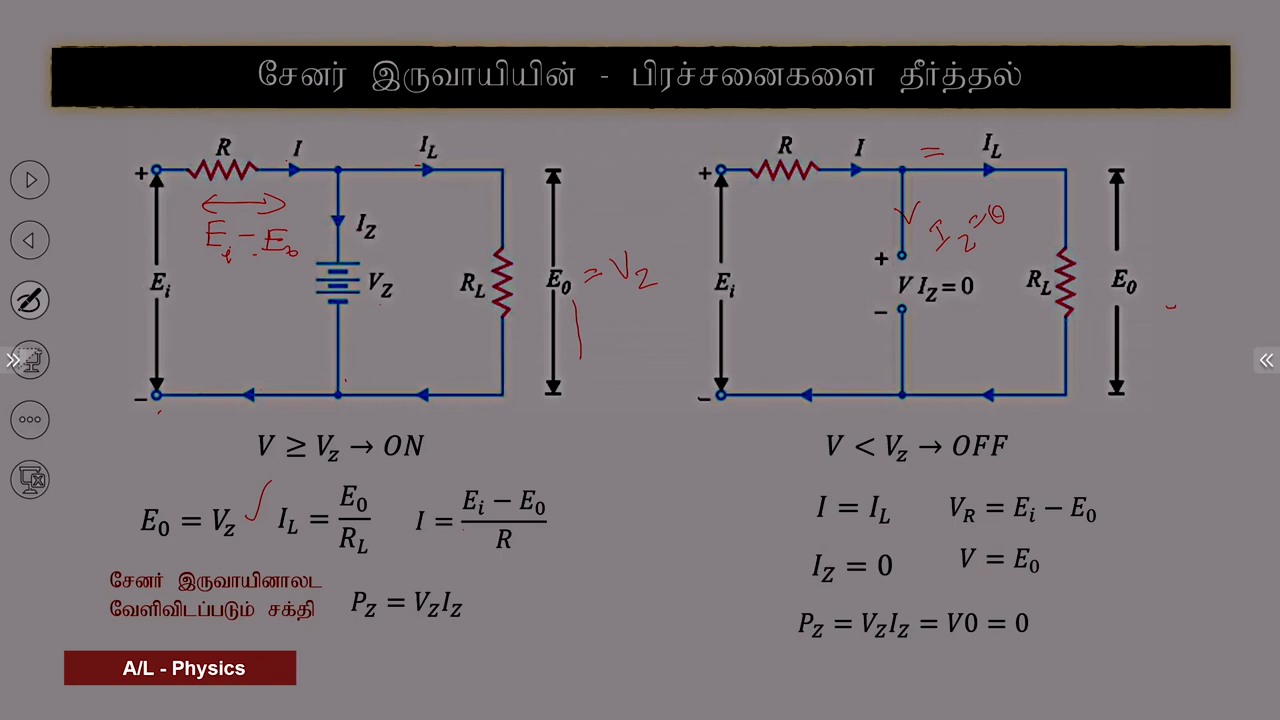 சேனர் இருவாயியின் - பிரச்சனைகளை தீர்த்தல்
R I I_L
+
E_i - E_o
I_Z
E_i
V_Z
R_L
E_0
= V_Z
−
R I = I_L
+
I_Z = 0
+
E_i
V I_Z = 0
R_L
E_0
−
−
V ≥ V_z → ON
V < V_z → OFF
E_0 = V_z I_L = E_0 / R_L I = (E_i − E_0) / R
I = I_L V_R = E_i − E_0
I_Z = 0 V = E_0
சேனர் இருவாயினாலட
வேளிவிடப்படும் சக்தி
P_Z = V_Z I_Z
P_Z = V_Z I_Z = V0 = 0
A/L - Physics